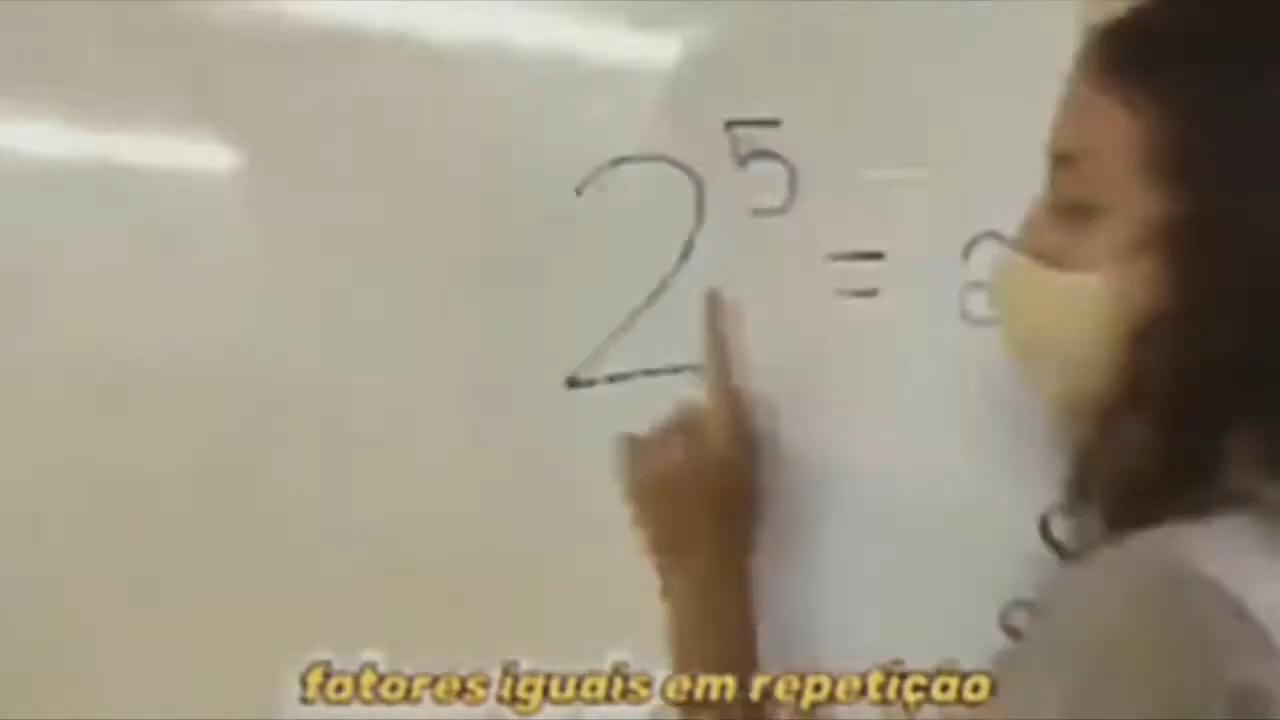 2⁵ =
fatores iguais em repetição